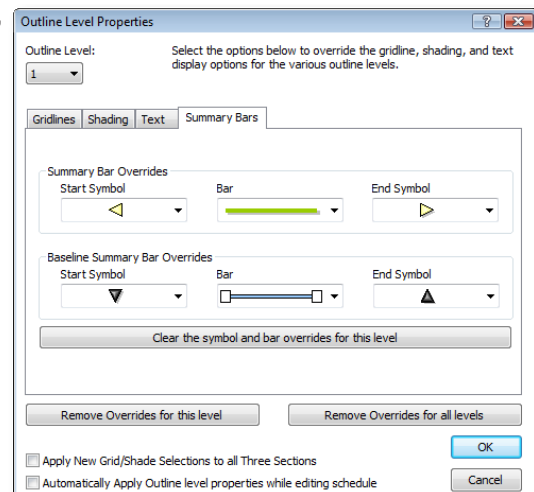 Outline Level Properties
Outline Level:
1
Select the options below to override the gridline, shading, and text
display options for the various outline levels.
Gridlines Shading Text Summary Bars
Summary Bar Overrides
Start Symbol Bar End Symbol
Baseline Summary Bar Overrides
Start Symbol Bar End Symbol
Clear the symbol and bar overrides for this level
Remove Overrides for this level Remove Overrides for all levels
Apply New Grid/Shade Selections to all Three Sections
OK
Automatically Apply Outline level properties while editing schedule
Cancel